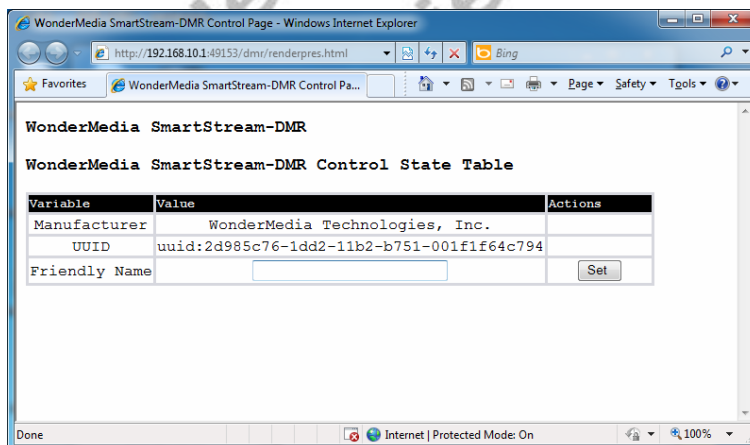 WonderMedia SmartStream-DMR Control Page - Windows Internet Explorer
http://192.168.10.1:49153/dmr/renderpres.html
Bing
Favorites
WonderMedia SmartStream-DMR Control Pa...
Page
Safety
Tools
WonderMedia SmartStream-DMR
WonderMedia SmartStream-DMR Control State Table
Variable Value Actions
Manufacturer WonderMedia Technologies, Inc.
UUID uuid:2d985c76-1dd2-11b2-b751-001f1f64c794
Friendly Name Set
Done Internet | Protected Mode: On 100%